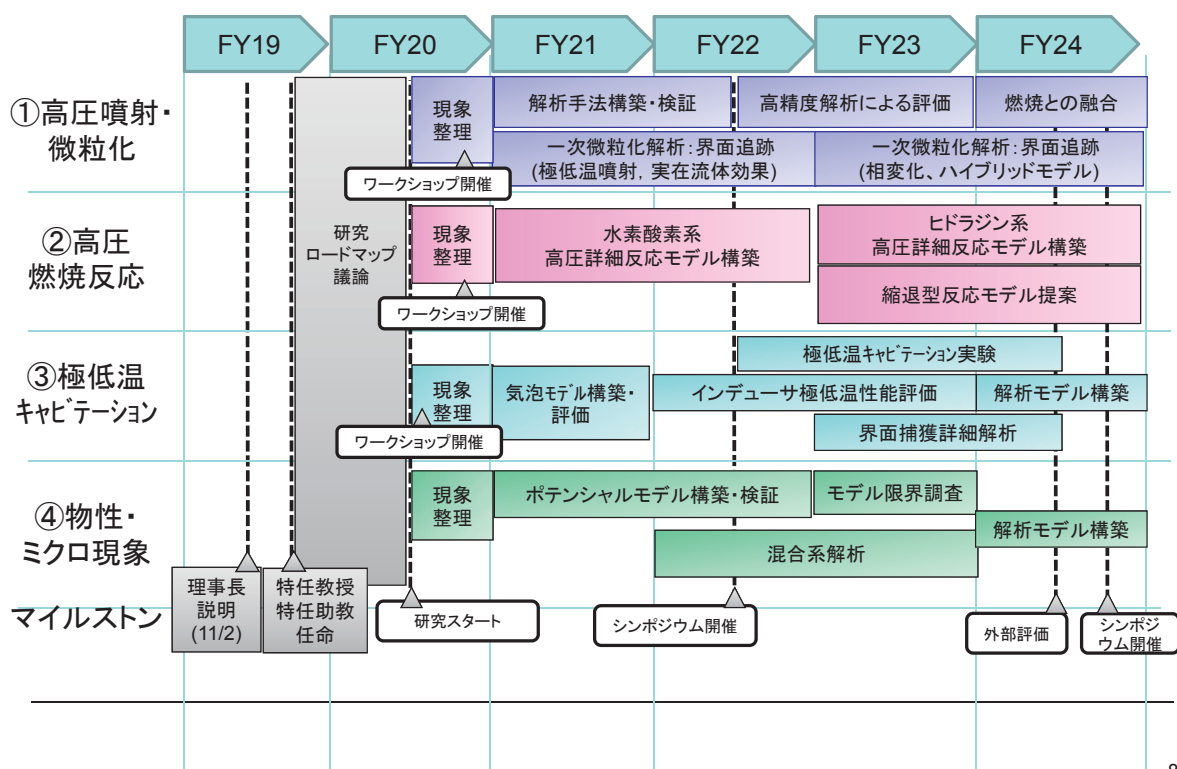 FY19
FY20
FY21
FY22
FY23
FY24
①高圧噴射・
微粒化
現象
整理
解析手法構築・検証
高精度解析による評価
燃焼との融合
一次微粒化解析：界面追跡
(極低温噴射，実在流体効果)
一次微粒化解析：界面追跡
(相変化、ハイブリッドモデル)
ワークショップ開催
研究
ロードマップ
議論
②高圧
燃焼反応
現象
整理
水素酸素系
高圧詳細反応モデル構築
ヒドラジン系
高圧詳細反応モデル構築
縮退型反応モデル提案
ワークショップ開催
③極低温
ｷｬﾋﾞﾃｰｼｮﾝ
現象
整理
気泡ﾓﾃﾞﾙ構築・
評価
極低温ｷｬﾋﾞﾃｰｼｮﾝ実験
インデューサ極低温性能評価
解析モデル構築
界面捕獲詳細解析
ワークショップ開催
④物性・
ミクロ現象
現象
整理
ポテンシャルモデル構築・検証
モデル限界調査
混合系解析
解析モデル構築
マイルストン
理事長
説明
(11/2)
特任教授
特任助教
任命
研究スタート
シンポジウム開催
外部評価
シンポジ
ウム開催